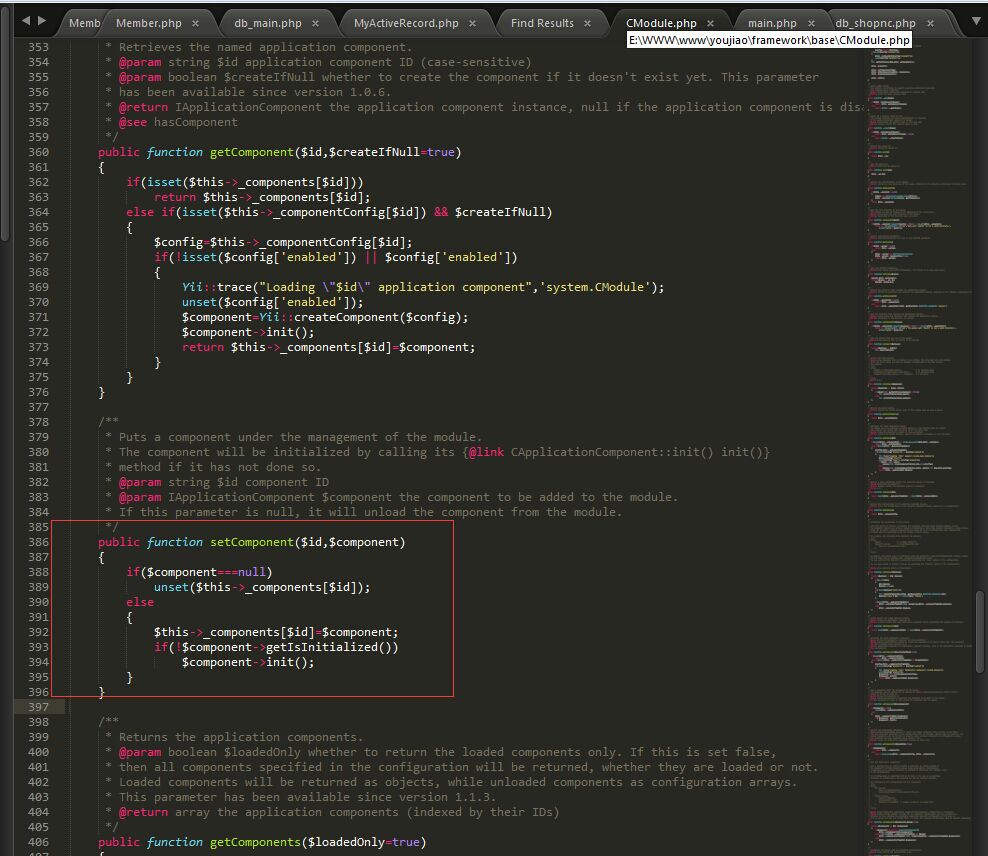 Memb
Member.php ×
db_main.php ×
MyActiveRecord.php ×
Find Results ×
CModule.php ×
main.php ×
db_shopnc.php ×
E:\WWW\www\youjiao\framework\base\CModule.php
353 * Retrieves the named application component.
354 * @param string $id application component ID (case-sensitive)
355 * @param boolean $createIfNull whether to create the component if it doesn't exist yet. This parameter
356 * has been available since version 1.0.6.
357 * @return IApplicationComponent the application component instance, null if the application component is disa
358 * @see hasComponent
359 */
360 public function getComponent($id,$createIfNull=true)
361 {
362 if(isset($this->_components[$id]))
363 return $this->_components[$id];
364 else if(isset($this->_componentConfig[$id]) && $createIfNull)
365 {
366 $config=$this->_componentConfig[$id];
367 if(!isset($config['enabled']) || $config['enabled'])
368 {
369 Yii::trace("Loading \"$id\" application component",'system.CModule');
370 unset($config['enabled']);
371 $component=Yii::createComponent($config);
372 $component->init();
373 return $this->_components[$id]=$component;
374 }
375 }
376 }
377
378 /**
379 * Puts a component under the management of the module.
380 * The component will be initialized by calling its {@link CApplicationComponent::init() init()}
381 * method if it has not done so.
382 * @param string $id component ID
383 * @param IApplicationComponent $component the component to be added to the module.
384 * If this parameter is null, it will unload the component from the module.
385 */
386 public function setComponent($id,$component)
387 {
388 if($component===null)
389 unset($this->_components[$id]);
390 else
391 {
392 $this->_components[$id]=$component;
393 if(!$component->getIsInitialized())
394 $component->init();
395 }
396 }
397
398 /**
399 * Returns the application components.
400 * @param boolean $loadedOnly whether to return the loaded components only. If this is set false,
401 * then all components specified in the configuration will be returned, whether they are loaded or not.
402 * Loaded components will be returned as objects, while unloaded components as configuration arrays.
403 * This parameter has been available since version 1.1.3.
404 * @return array the application components (indexed by their IDs)
405 */
406 public function getComponents($loadedOnly=true)